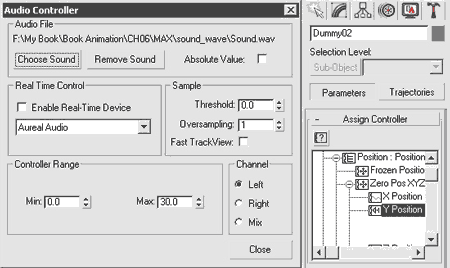 Audio Controller
Audio File
F:\My Book\Book Animation\CH06\MAX\sound_wave\Sound.wav
Choose Sound Remove Sound Absolute Value:
Real Time Control
Enable Real-Time Device
Aureal Audio
Sample
Threshold: 0.0
Oversampling: 1
Fast TrackView:
Controller Range
Min: 0.0 Max: 30.0
Channel
Left
Right
Mix
Close
Dummy02
Selection Level:
Sub-Object
Parameters Trajectories
- Assign Controller
?
Position : Position
Frozen Position
Zero Pos XYZ
X Position
Y Position